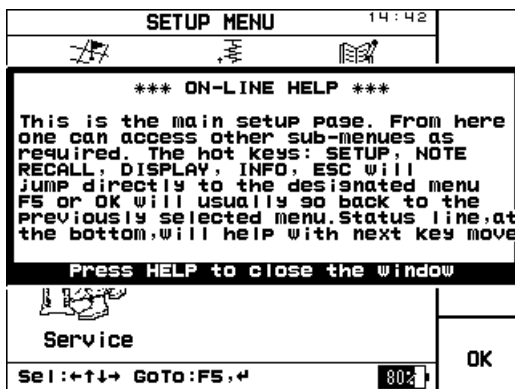 SETUP MENU 14:42
*** ON-LINE HELP ***
This is the main setup page. From here
one can access other sub-menues as
required. The hot keys: SETUP, NOTE
RECALL, DISPLAY, INFO, ESC will
jump directly to the designated menu
F5 or OK will usually go back to the
previously selected menu.Status line,at
the bottom,will help with next key move
Press HELP to close the window
Service
OK
Sel:←↑↓→ GoTo:F5,↵ 80%